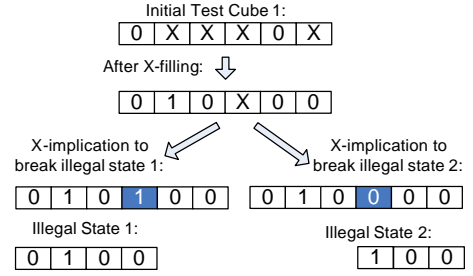 Initial Test Cube 1:
0 X X X 0 X
After X-filling:
0 1 0 X 0 0
X-implication to
break illegal state 1:
X-implication to
break illegal state 2:
0 1 0 1 0 0
0 1 0 0 0 0
Illegal State 1:
Illegal State 2:
0 1 0 0
1 0 0